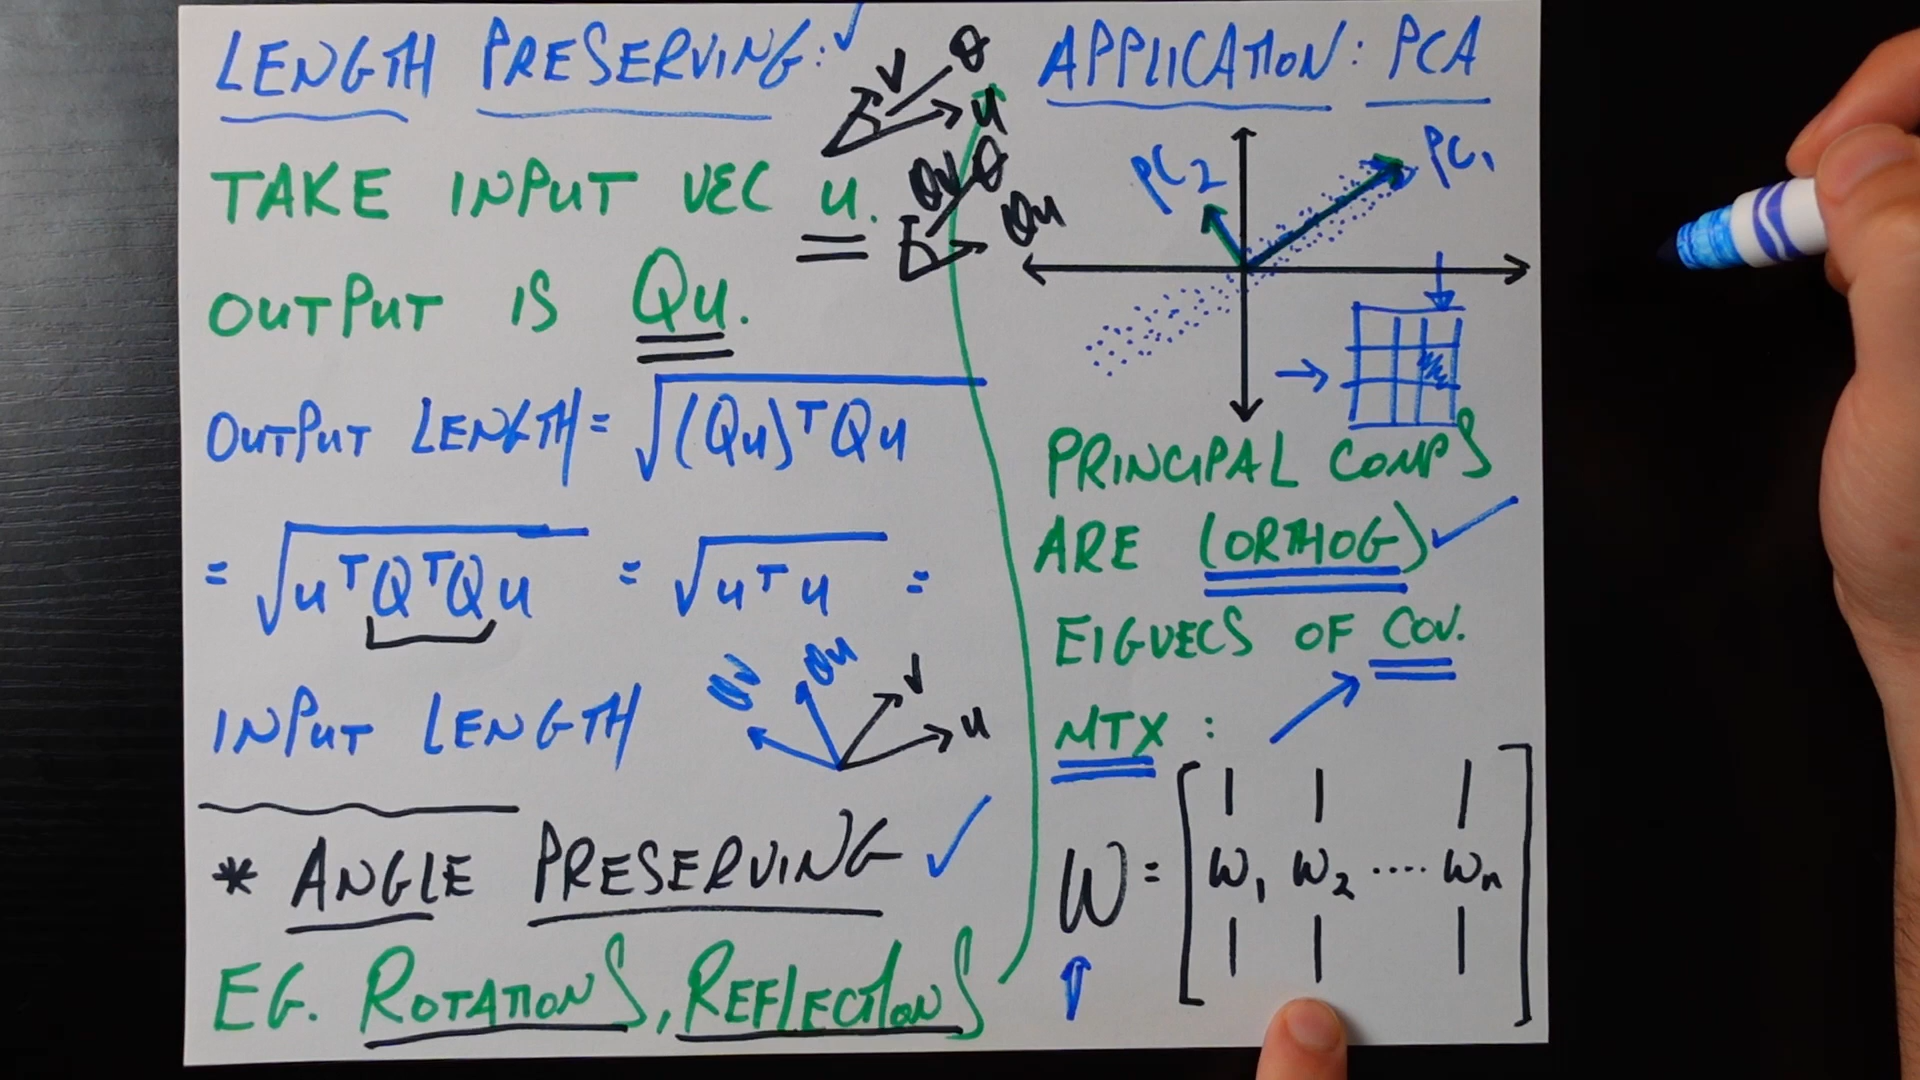 LENGTH PRESERVING:✓
V θ
u
TAKE INPUT VEC u.
Qv θ
Qu
OUTPUT IS Qu.
OUTPUT LENGTH = √(Qu)ᵀQu
= √uᵀQᵀQu = √uᵀu =
INPUT LENGTH
Qv Qu v
u
* ANGLE PRESERVING ✓
EG. ROTATIONS, REFLECTIONS
APPLICATION: PCA
PC2 PC1
PRINCIPAL COMPS
ARE (ORTHOG) ✓
EIGVECS OF COV.
MTX:
W = [w₁ w₂ .... wₙ]